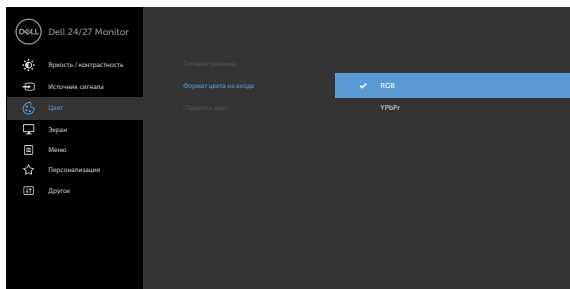 DELL
Dell 24/27 Monitor
Яркость / контрастность
Готовые режимы
Источник сигнала
Формат цвета на входе
RGB
Цвет
Сбросить цвет
YPbPr
Экран
Меню
Персонализация
Другое